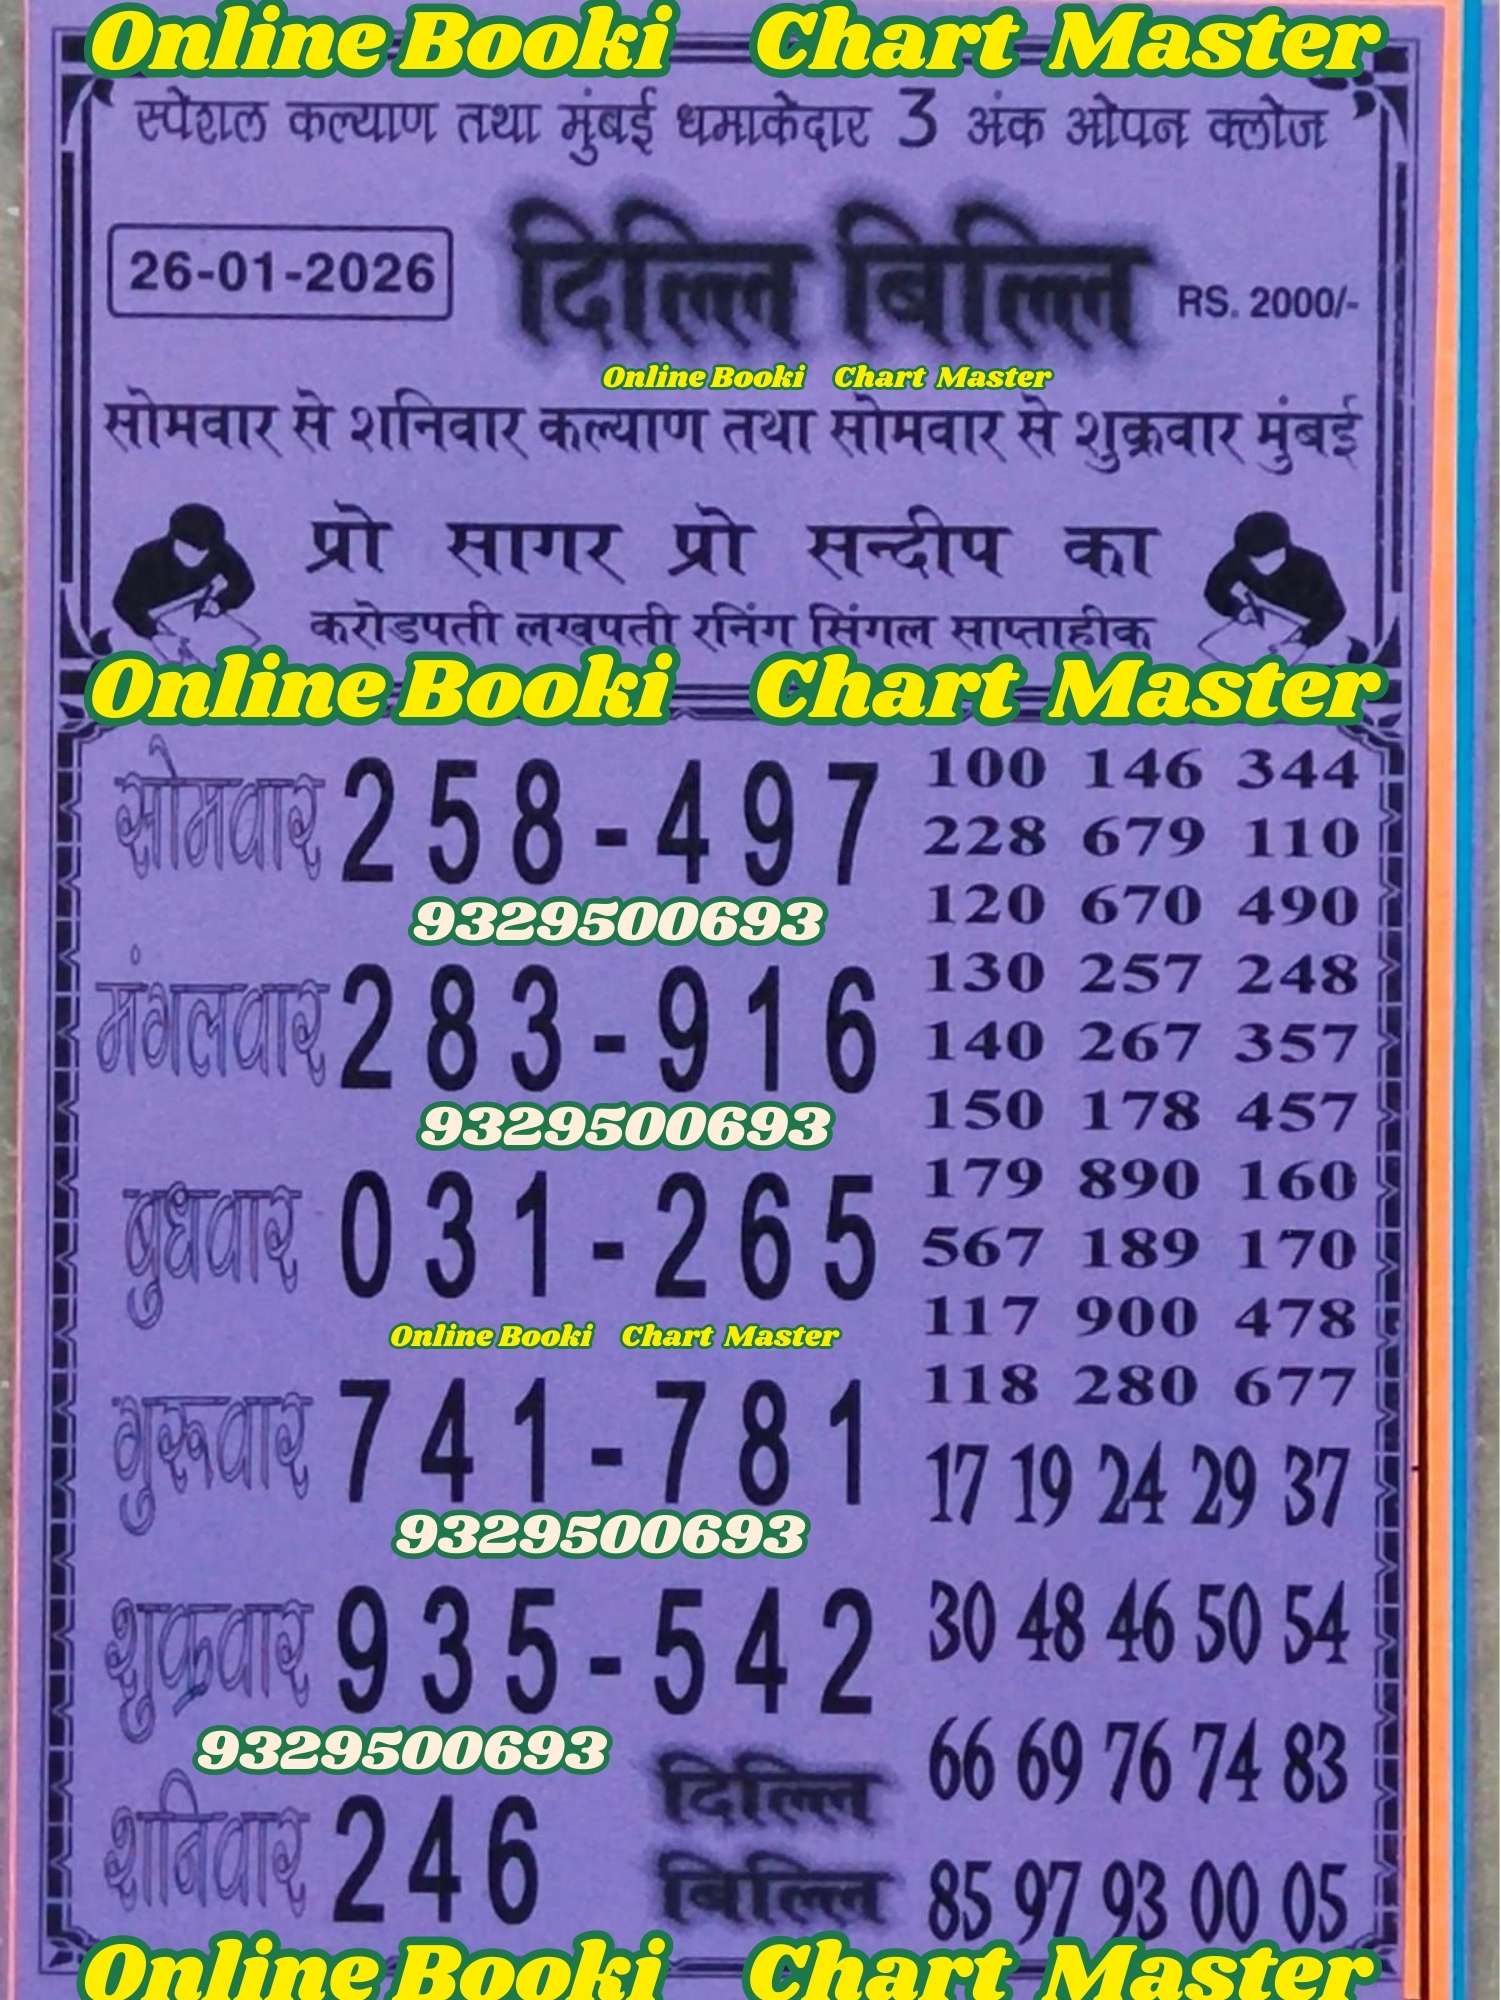 Online Booki Chart Master
स्पेशल कल्याण तथा मुंबई धमाकेदार 3 अंक ओपन क्लोज
26-01-2026
दिल्लि बिल्लि
RS. 2000/-
Online Booki Chart Master
सोमवार से शनिवार कल्याण तथा सोमवार से शुक्रवार मुंबई
प्रो सागर प्रो सन्दीप का
करोडपती लखपती रनिंग सिंगल साप्ताहीक
Online Booki Chart Master
सोमवार 258-497
9329500693
मंगलवार 283-916
9329500693
बुधवार 031-265
Online Booki Chart Master
गुरुवार 741-781
9329500693
शुक्रवार 935-542
9329500693
शनिवार 246
दिल्लि
बिल्लि
100 146 344
228 679 110
120 670 490
130 257 248
140 267 357
150 178 457
179 890 160
567 189 170
117 900 478
118 280 677
17 19 24 29 37
30 48 46 50 54
66 69 76 74 83
85 97 93 00 05
Online Booki Chart Master